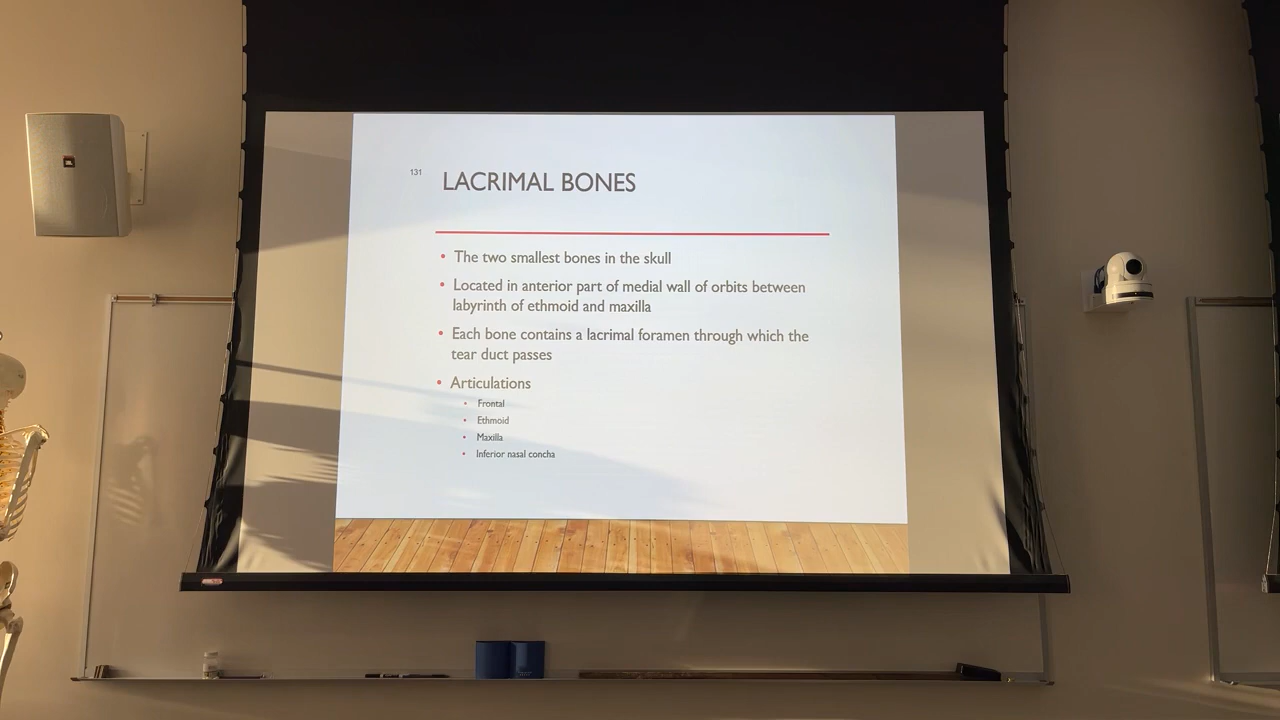 131
LACRIMAL BONES
• The two smallest bones in the skull
• Located in anterior part of medial wall of orbits between
labyrinth of ethmoid and maxilla
• Each bone contains a lacrimal foramen through which the
tear duct passes
• Articulations
• Frontal
• Ethmoid
• Maxilla
• Inferior nasal concha